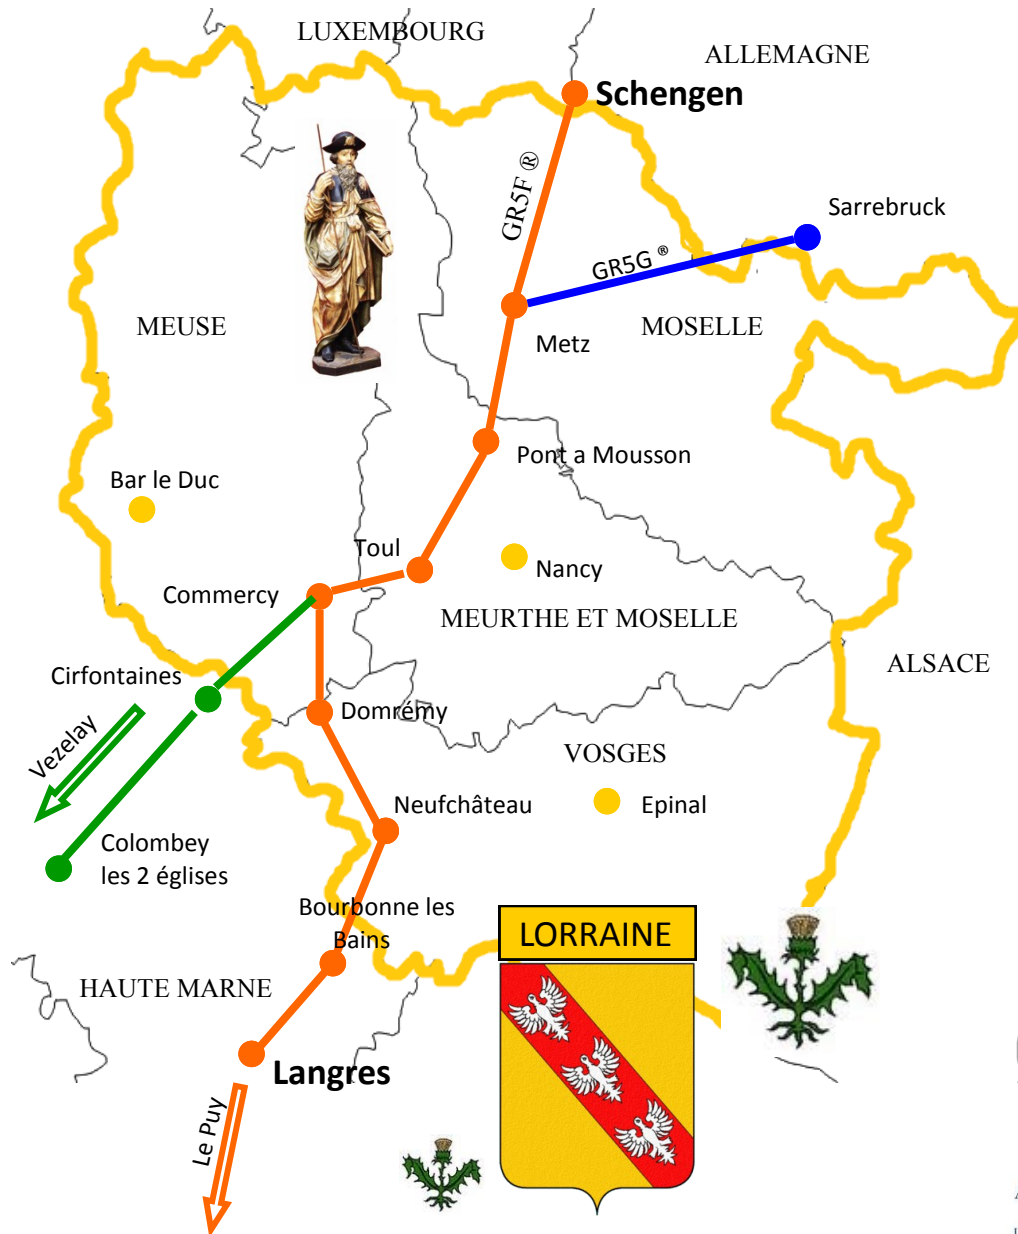 LUXEMBOURG
ALLEMAGNE
Schengen
GR5F ®
Sarrebruck
GR5G ®
MEUSE
MOSELLE
Metz
Pont a Mousson
Bar le Duc
Toul
Nancy
Commercy
MEURTHE ET MOSELLE
ALSACE
Cirfontaines
Domrémy
Vezelay
VOSGES
Neufchâteau
Epinal
Colombey
les 2 églises
Bourbonne les
Bains
LORRAINE
HAUTE MARNE
Langres
Le Puy